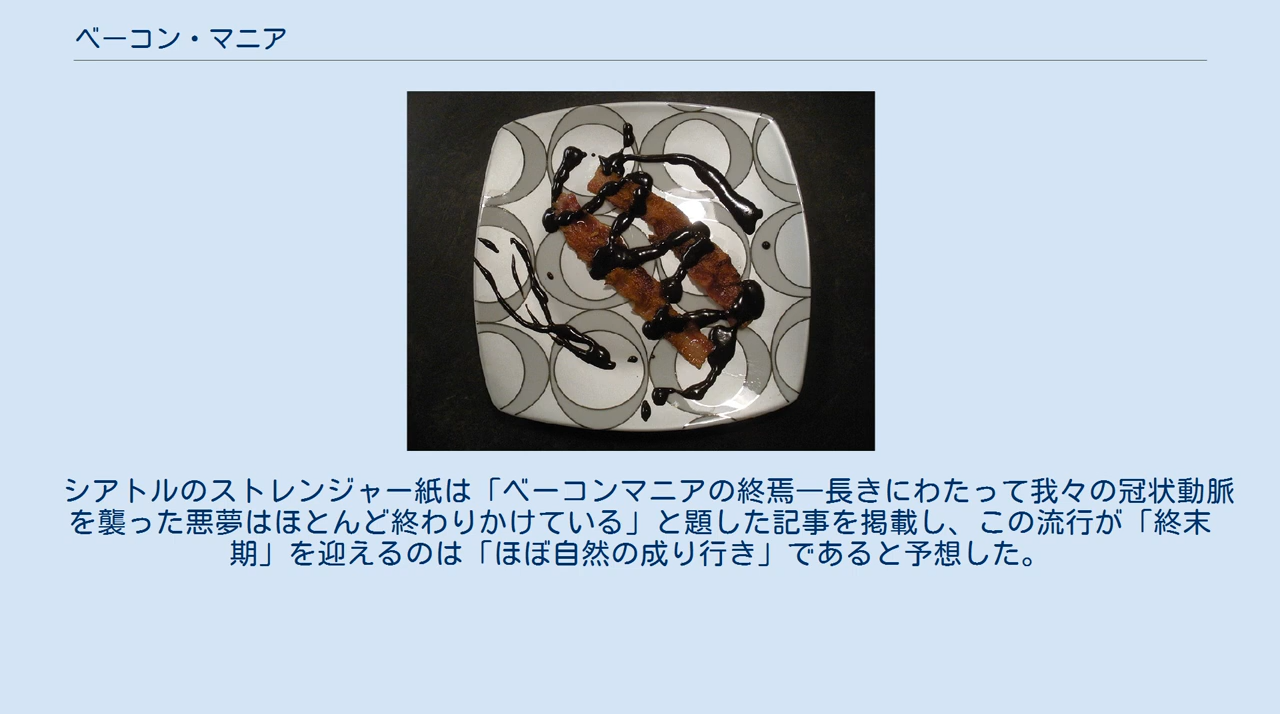 ベーコン・マニア
シアトルのストレンジャー紙は「ベーコンマニアの終焉―長きにわたって我々の冠状動脈
を襲った悪夢はほとんど終わりかけている」と題した記事を掲載し、この流行が「終末
期」を迎えるのは「ほぼ自然の成り行き」であると予想した。